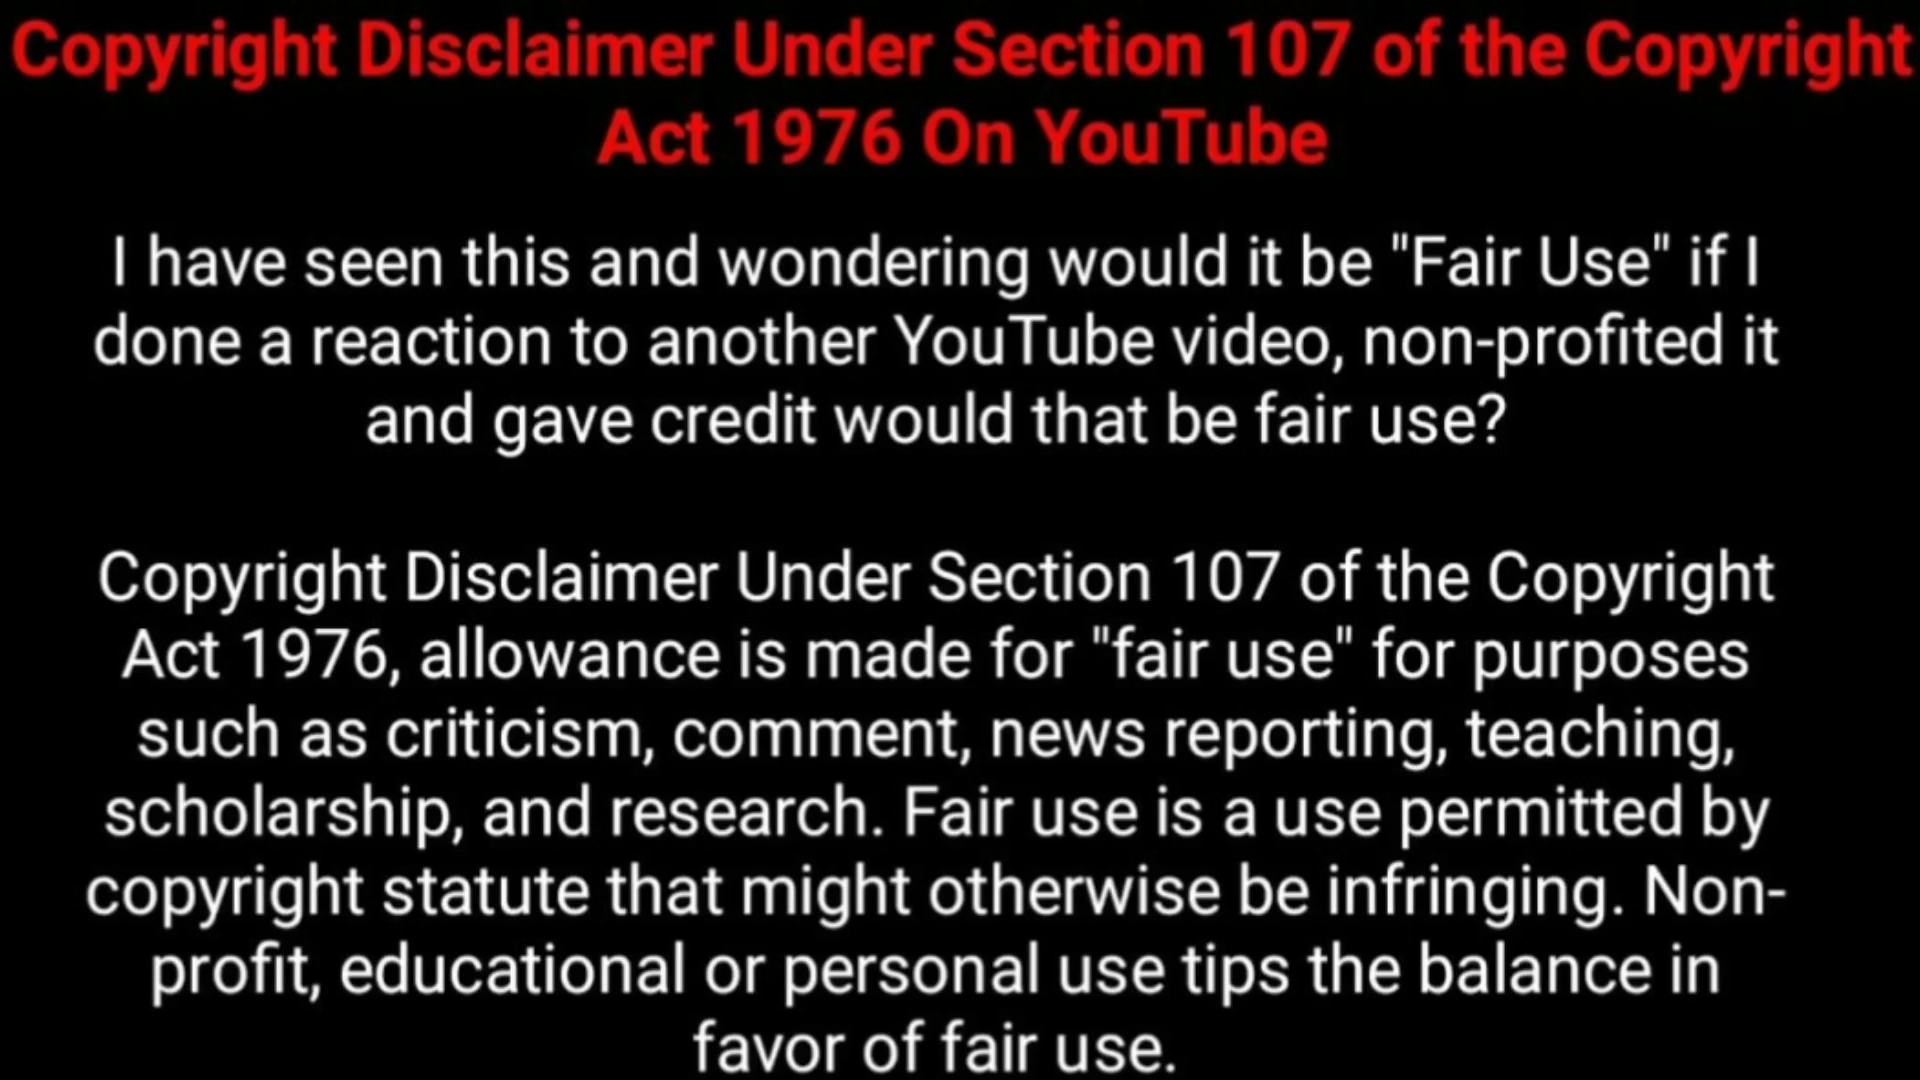 Copyright Disclaimer Under Section 107 of the Copyright
Act 1976 On YouTube
I have seen this and wondering would it be "Fair Use" if I
done a reaction to another YouTube video, non-profited it
and gave credit would that be fair use?
Copyright Disclaimer Under Section 107 of the Copyright
Act 1976, allowance is made for "fair use" for purposes
such as criticism, comment, news reporting, teaching,
scholarship, and research. Fair use is a use permitted by
copyright statute that might otherwise be infringing. Non-
profit, educational or personal use tips the balance in
favor of fair use.